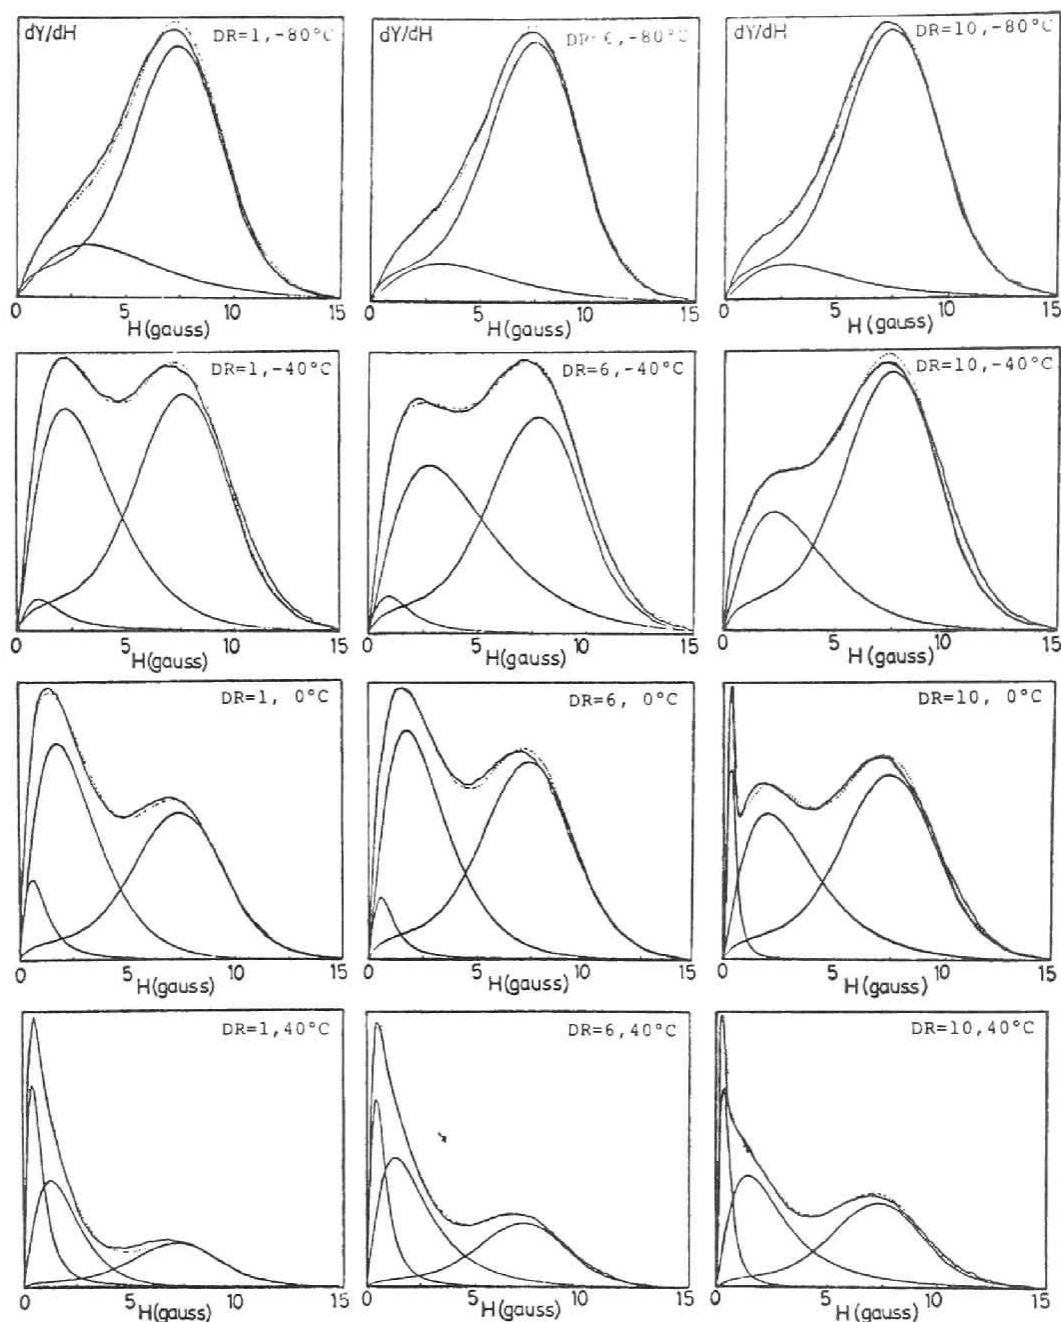 dY/dH DR=1,-80°C
dY/dH DR=6,-80°C
dY/dH DR=10,-80°C
0 5 10 15
0 5 10 15
0 5 10 15
H(gauss)
H(gauss)
H(gauss)
DR=1,-40°C
DR=6,-40°C
DR=10,-40°C
0 5 10 15
0 5 10 15
0 5 10 15
H(gauss)
H(gauss)
H(gauss)
DR=1, 0°C
DR=6, 0°C
DR=10, 0°C
0 5 10 15
0 5 10 15
0 5 10 15
H(gauss)
H(gauss)
H(gauss)
DR=1,40°C
DR=6,40°C
DR=10,40°C
0 5 10 15
0 5 10 15
0 5 10 15
H(gauss)
H(gauss)
H(gauss)